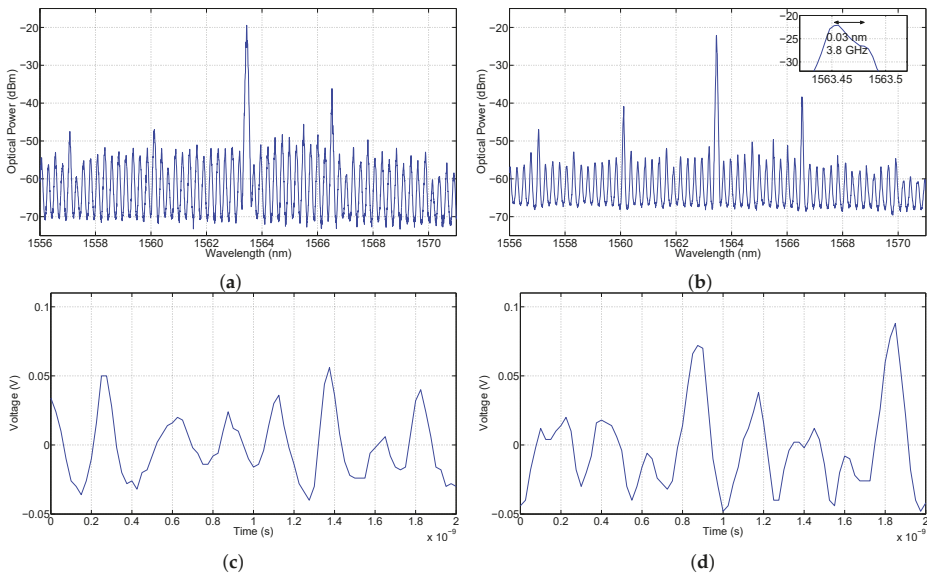 −20
−30
−40
−50
−60
−70
Optical Power (dBm)
1556 1558 1560 1562 1564 1566 1568 1570
Wavelength (nm)
(a)
−20
−30
−40
−50
−60
−70
Optical Power (dBm)
1556 1558 1560 1562 1564 1566 1568 1570
Wavelength (nm)
−20
−25
−30
0.03 nm
3.8 GHz
1563.45 1563.5
(b)
0.1
0.05
0
−0.05
Voltage (V)
0 0.2 0.4 0.6 0.8 1 1.2 1.4 1.6 1.8 2
Time (s)
x 10⁻⁹
(c)
0.1
0.05
0
−0.05
Voltage (V)
0 0.2 0.4 0.6 0.8 1 1.2 1.4 1.6 1.8 2
Time (s)
x 10⁻⁹
(d)